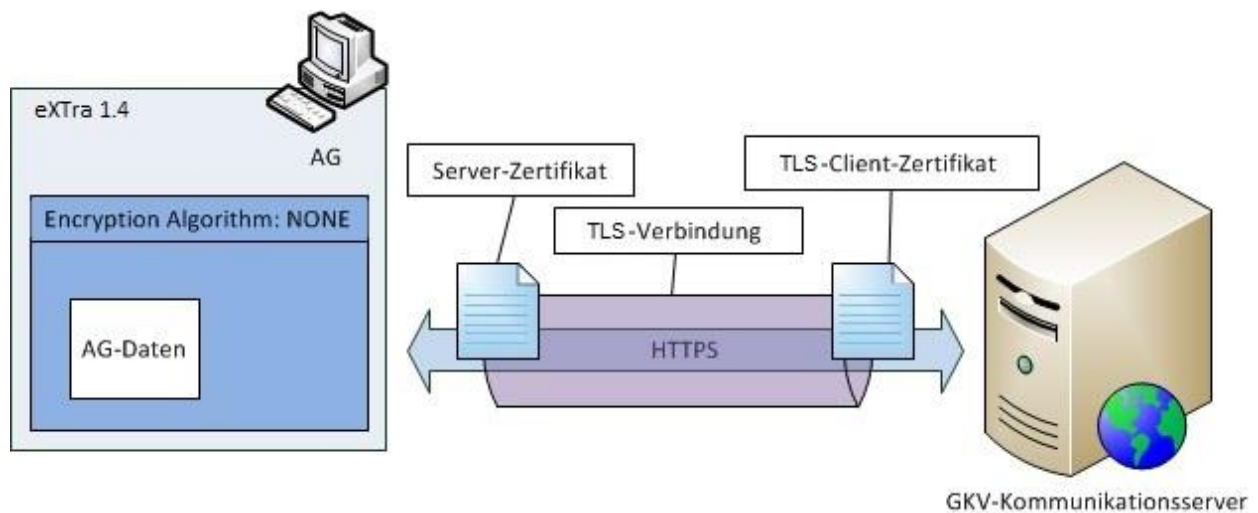 eXTra 1.4
AG
Encryption Algorithm: NONE
AG-Daten
Server-Zertifikat
TLS-Client-Zertifikat
TLS-Verbindung
HTTPS
GKV-Kommunikationsserver